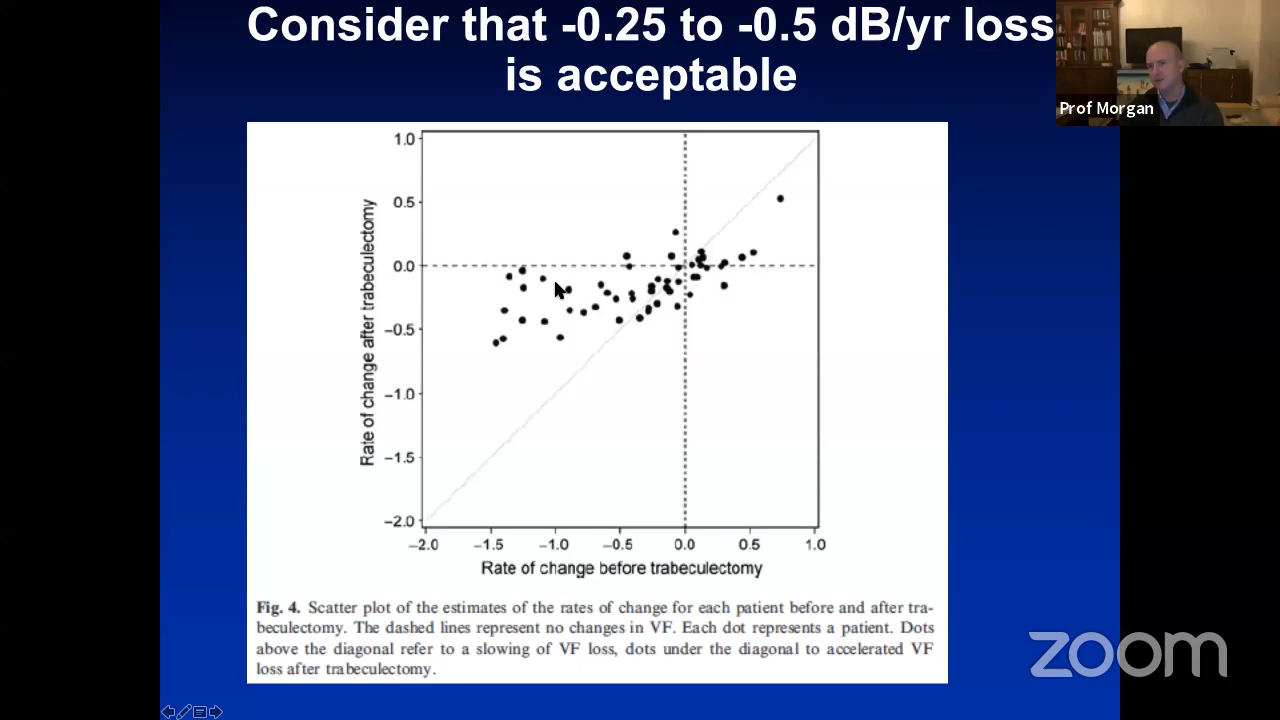 Consider that -0.25 to -0.5 dB/yr loss
is acceptable
Prof Morgan
Rate of change after trabeculectomy
1.0
0.5
0.0
−0.5
−1.0
−1.5
−2.0
−2.0 −1.5 −1.0 −0.5 0.0 0.5 1.0
Rate of change before trabeculectomy
Fig. 4. Scatter plot of the estimates of the rates of change for each patient before and after tra-
beculectomy. The dashed lines represent no changes in VF. Each dot represents a patient. Dots
above the diagonal refer to a slowing of VF loss, dots under the diagonal to accelerated VF
loss after trabeculectomy.
zoom